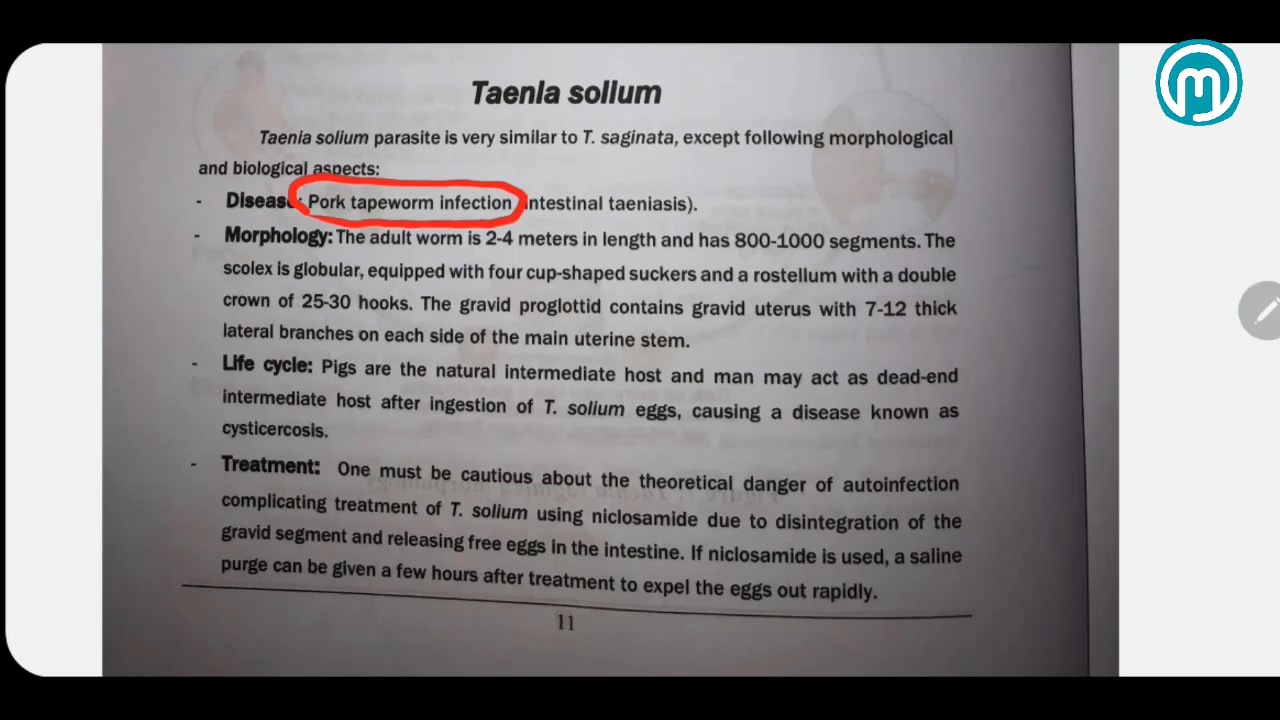 Taenia solium
Taenia solium parasite is very similar to T. saginata, except following morphological
and biological aspects:
- Disease: Pork tapeworm infection (intestinal taeniasis).
- Morphology: The adult worm is 2-4 meters in length and has 800-1000 segments. The
scolex is globular, equipped with four cup-shaped suckers and a rostellum with a double
crown of 25-30 hooks. The gravid proglottid contains gravid uterus with 7-12 thick
lateral branches on each side of the main uterine stem.
- Life cycle: Pigs are the natural intermediate host and man may act as dead-end
intermediate host after ingestion of T. solium eggs, causing a disease known as
cysticercosis.
- Treatment: One must be cautious about the theoretical danger of autoinfection
complicating treatment of T. solium using niclosamide due to disintegration of the
gravid segment and releasing free eggs in the intestine. If niclosamide is used, a saline
purge can be given a few hours after treatment to expel the eggs out rapidly.
11